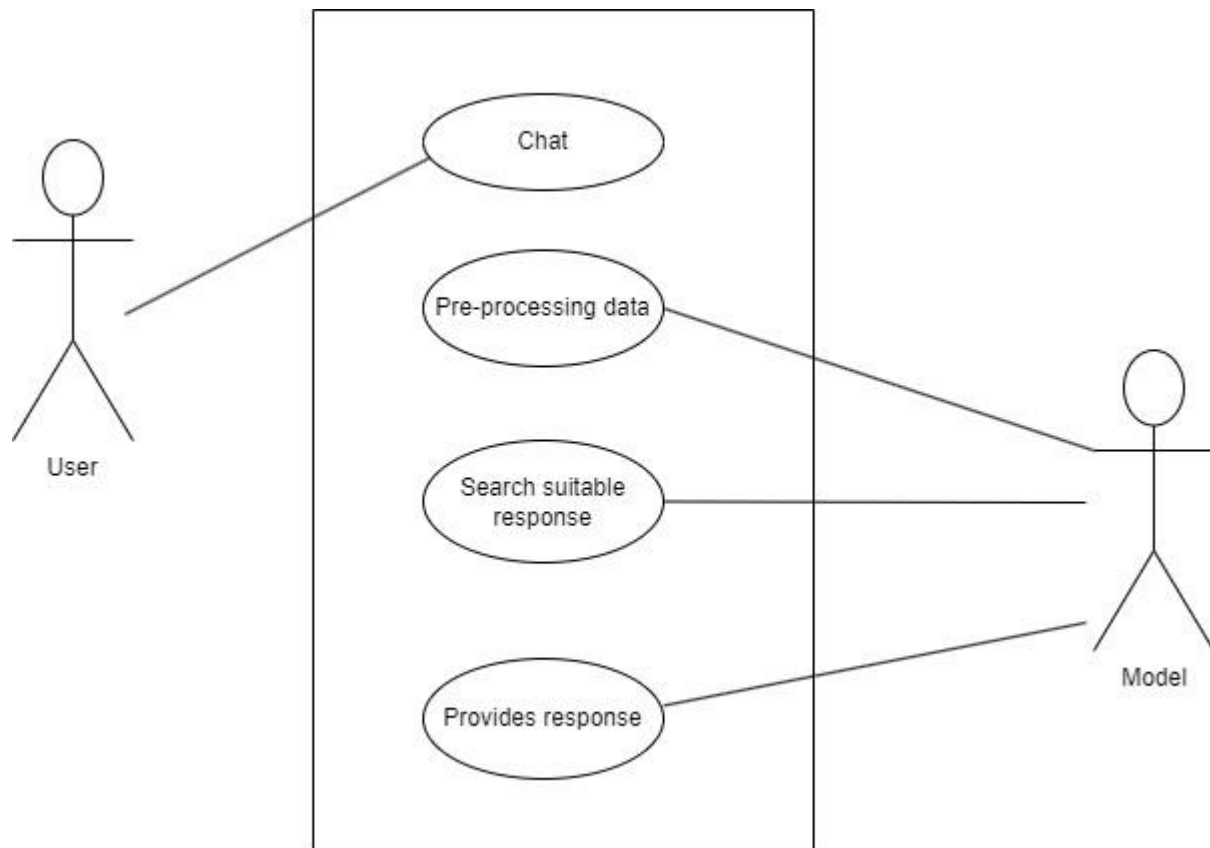 Chat
Pre-processing data
User
Search suitable
response
Provides response
Model